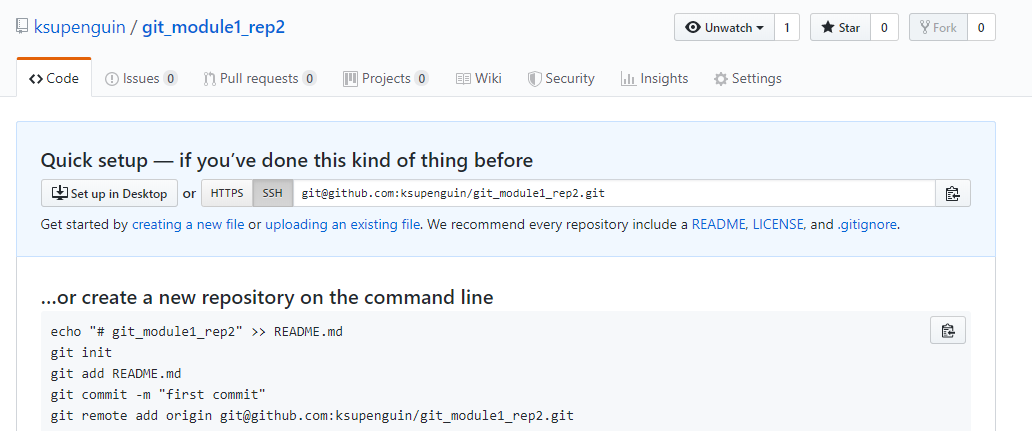 ksupenguin / git_module1_rep2
Unwatch 1 Star 0 Fork 0
Code Issues 0 Pull requests 0 Projects 0 Wiki Security Insights Settings
Quick setup — if you’ve done this kind of thing before
Set up in Desktop or HTTPS SSH git@github.com:ksupenguin/git_module1_rep2.git
Get started by creating a new file or uploading an existing file. We recommend every repository include a README, LICENSE, and .gitignore.
…or create a new repository on the command line
echo "# git_module1_rep2" >> README.md
git init
git add README.md
git commit -m "first commit"
git remote add origin git@github.com:ksupenguin/git_module1_rep2.git